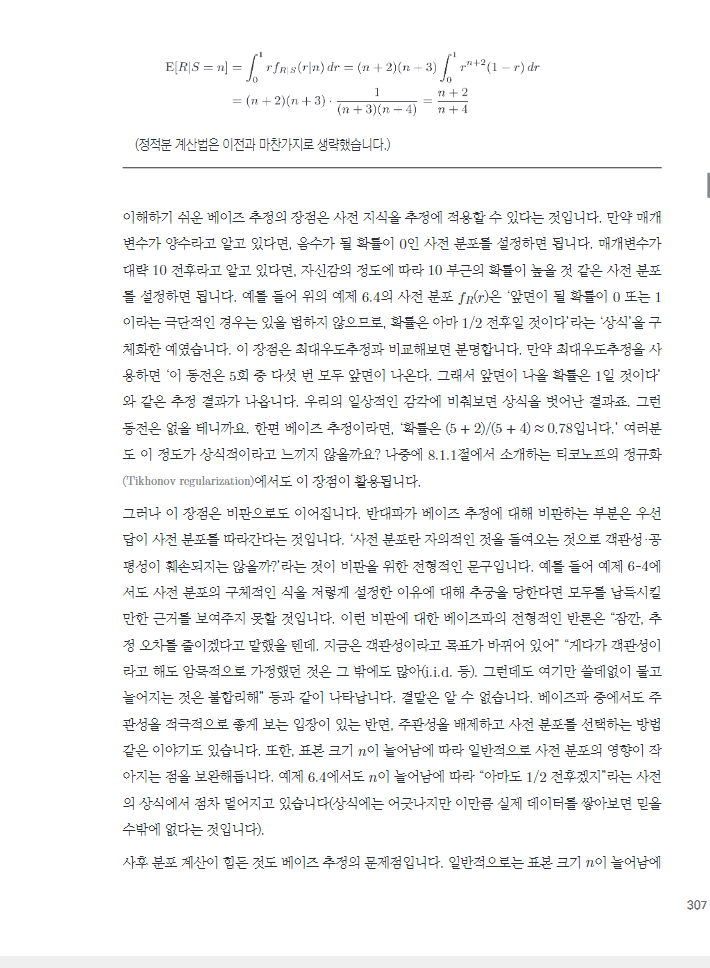 E[R|S = n] = ∫₀¹ r f_{R|S}(r|n) dr = (n + 2)(n + 3) ∫₀¹ r^{n+2}(1 − r) dr
= (n + 2)(n + 3) · 1/((n + 3)(n − 4)) = (n + 2)/(n + 4)
(정적분 계산법은 이전과 마찬가지로 생략했습니다.)
이해하기 쉬운 베이즈 추정의 장점은 사전 지식을 추정에 적용할 수 있다는 것입니다. 만약 매개
변수가 양수라고 알고 있다면, 음수가 될 확률이 0인 사전 분포를 설정하면 됩니다. 매개변수가
대략 10 전후라고 알고 있다면, 자신감의 정도에 따라 10 부근의 확률이 높을 것 같은 사전 분포
를 설정하면 됩니다. 예를 들어 위의 예제 6.4의 사전 분포 f_R(r)은 ‘앞면이 될 확률이 0 또는 1
이라는 극단적인 경우는 있을 법하지 않으므로, 확률은 아마 1/2 전후일 것이다’라는 ‘상식’을 구
체화한 예였습니다. 이 장점은 최대우도추정과 비교해보면 분명합니다. 만약 최대우도추정을 사
용하면 ‘이 동전은 5회 중 다섯 번 모두 앞면이 나온다. 그래서 앞면이 나올 확률은 1일 것이다’
와 같은 추정 결과가 나옵니다. 우리의 일상적인 감각에 비춰보면 상식을 벗어난 결과죠. 그런
동전은 없을 테니까요. 한편 베이즈 추정이라면, ‘확률은 (5 + 2)/(5 + 4) ≈ 0.78입니다.’ 여러분
도 이 정도가 상식적이라고 느끼지 않을까요? 나중에 8.1.1절에서 소개하는 티코노프의 정규화
(Tikhonov regularization)에서도 이 장점이 활용됩니다.
그러나 이 장점은 비판으로도 이어집니다. 반대파가 베이즈 추정에 대해 비판하는 부분은 우선
답이 사전 분포를 따라간다는 것입니다. ‘사전 분포란 자의적인 것을 들여오는 것으로 객관성·공
평성이 훼손되지는 않을까?’라는 것이 비판을 위한 전형적인 문구입니다. 예를 들어 예제 6-4에
서도 사전 분포의 구체적인 식을 저렇게 설정한 이유에 대해 추궁을 당한다면 모두를 납득시킬
만한 근거를 보여주지 못할 것입니다. 이런 비판에 대한 베이즈파의 전형적인 반론은 “잠깐, 추
정 오차를 줄이겠다고 말했을 텐데. 지금은 객관성이라고 목표가 바뀌어 있어” “게다가 객관성이
라고 해도 암묵적으로 가정했던 것은 그 밖에도 많아(i.i.d. 등). 그런데도 여기만 쓸데없이 물고
늘어지는 것은 불합리해” 등과 같이 나타납니다. 결말은 알 수 없습니다. 베이즈파 중에서도 주
관성을 적극적으로 좋게 보는 입장이 있는 반면, 주관성을 배제하고 사전 분포를 선택하는 방법
같은 이야기도 있습니다. 또한, 표본 크기 n이 늘어남에 따라 일반적으로 사전 분포의 영향이 작
아지는 점을 보완해둡니다. 예제 6.4에서도 n이 늘어남에 따라 “아마도 1/2 전후겠지”라는 사전
의 상식에서 점차 멀어지고 있습니다(상식에는 어긋나지만 이만큼 실제 데이터를 쌓아보면 믿을
수밖에 없다는 것입니다).
사후 분포 계산이 힘든 것도 베이즈 추정의 문제점입니다. 일반적으로는 표본 크기 n이 늘어남에
307